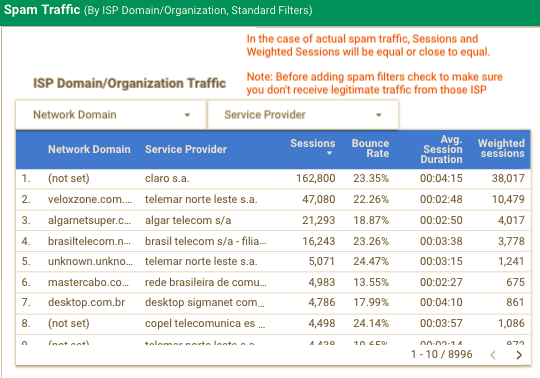 Spam Traffic (By ISP Domain/Organization, Standard Filters)
In the case of actual spam traffic, Sessions and
Weighted Sessions will be equal or close to equal.
ISP Domain/Organization Traffic
Note: Before adding spam filters check to make sure
you don't receive legitimate traffic from those ISP
Network Domain Service Provider
Network Domain Service Provider Sessions Bounce Rate Avg. Session Duration Weighted sessions
1. (not set) claro s.a. 162,800 23.35% 00:04:15 38,017
2. veloxzone.com.... telemar norte leste s.a. 47,080 22.26% 00:02:48 10,479
3. algarnetsuper.c... algar telecom s/a 21,293 18.87% 00:02:50 4,017
4. brasiltelecom.n... brasil telecom s/a - filia... 16,243 23.26% 00:03:38 3,778
5. unknown.unkno... telemar norte leste s.a. 5,071 24.47% 00:03:15 1,241
6. mastercabo.co... rede brasileira de comu... 4,983 13.55% 00:02:27 675
7. desktop.com.br desktop sigmanet com... 4,786 17.99% 00:04:10 861
8. (not set) copel telecomunica es ... 4,498 24.14% 00:03:57 1,086
9. (not set) telemar norte leste s.a. 4,438 19.65% 00:03:14 872
1 - 10 / 8996